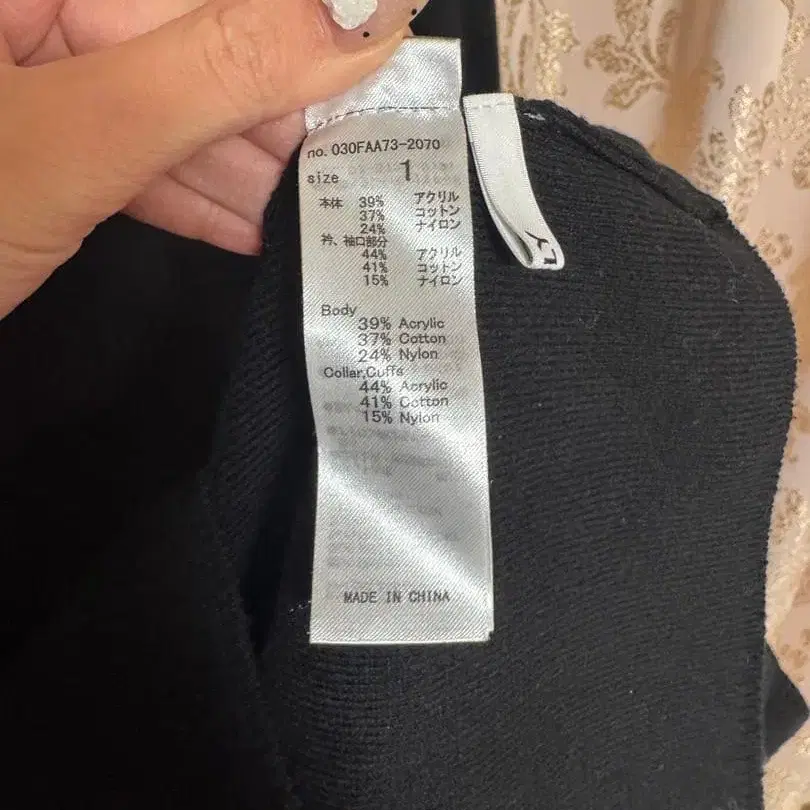 no. 030FAA73-2070
size 1
本体 39% アクリル
37% コットン
24% ナイロン
衿、袖口部分
44% アクリル
41% コットン
15% ナイロン
Body
39% Acrylic
37% Cotton
24% Nylon
Collar,Cuffs
44% Acrylic
41% Cotton
15% Nylon
MADE IN CHINA